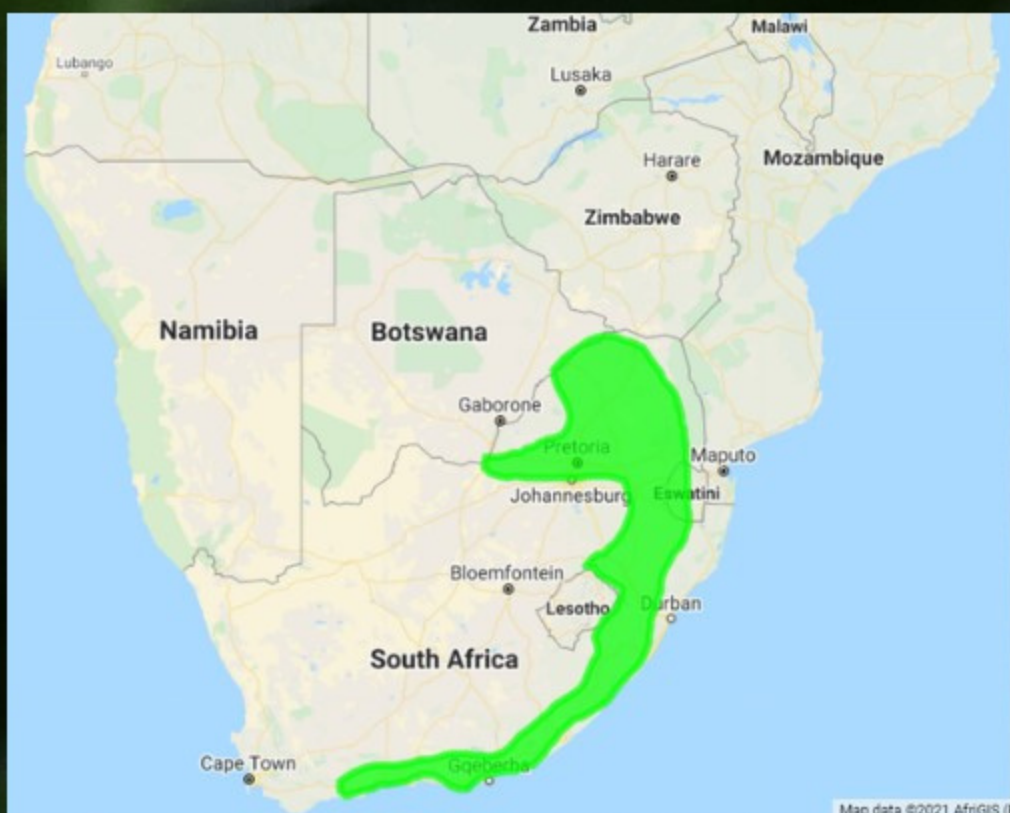 Zambia
Malawi
Lubango
Lusaka
Harare
Mozambique
Zimbabwe
Namibia
Botswana
Gaborone
Pretoria
Maputo
Johannesburg
Eswatini
Bloemfontein
Lesotho
Durban
South Africa
Cape Town
Gqeberha
Map data ©2021 AfriGIS (